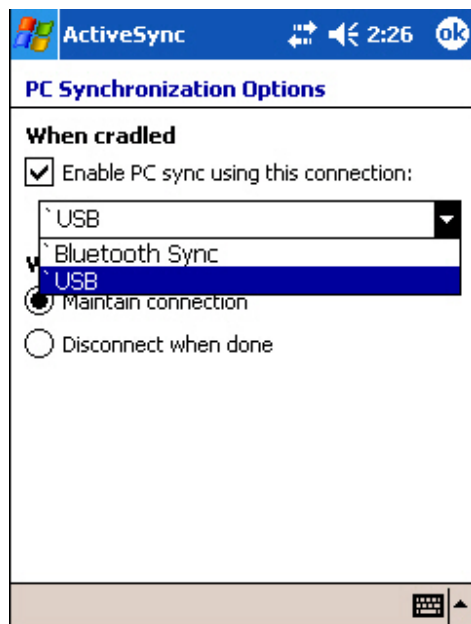 ActiveSync 2:26 ok
PC Synchronization Options
When cradled
Enable PC sync using this connection:
`USB
`Bluetooth Sync
`USB
Maintain connection
Disconnect when done